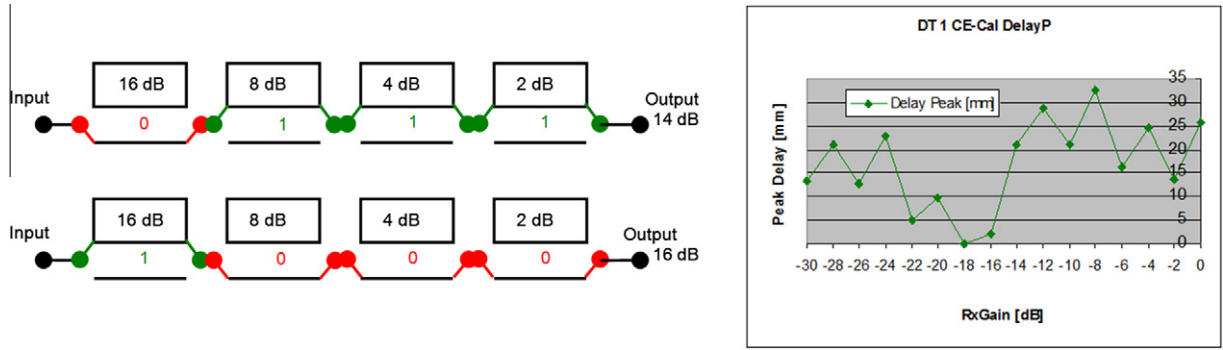 16 dB
8 dB
4 dB
2 dB
Input
Output
0
1
1
1
14 dB
16 dB
8 dB
4 dB
2 dB
Input
Output
1
0
0
0
16 dB
DT 1 CE-Cal DelayP
Delay Peak [mm]
Peak Delay [mm]
35
30
25
20
15
10
5
0
-30 -28 -26 -24 -22 -20 -18 -16 -14 -12 -10 -8 -6 -4 -2 0
RxGain [dB]